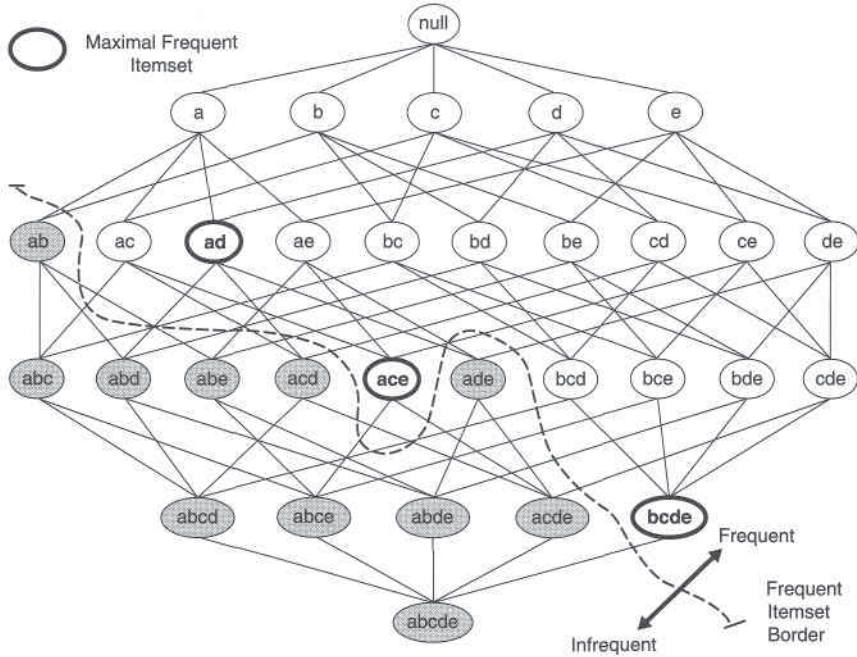 null
Maximal Frequent
Itemset
a b c d e
ab ac ad ae bc bd be cd ce de
abc abd abe acd ace ade bcd bce bde cde
abcd abce abde acde bcde
Frequent
abcde
Infrequent
Frequent
Itemset
Border